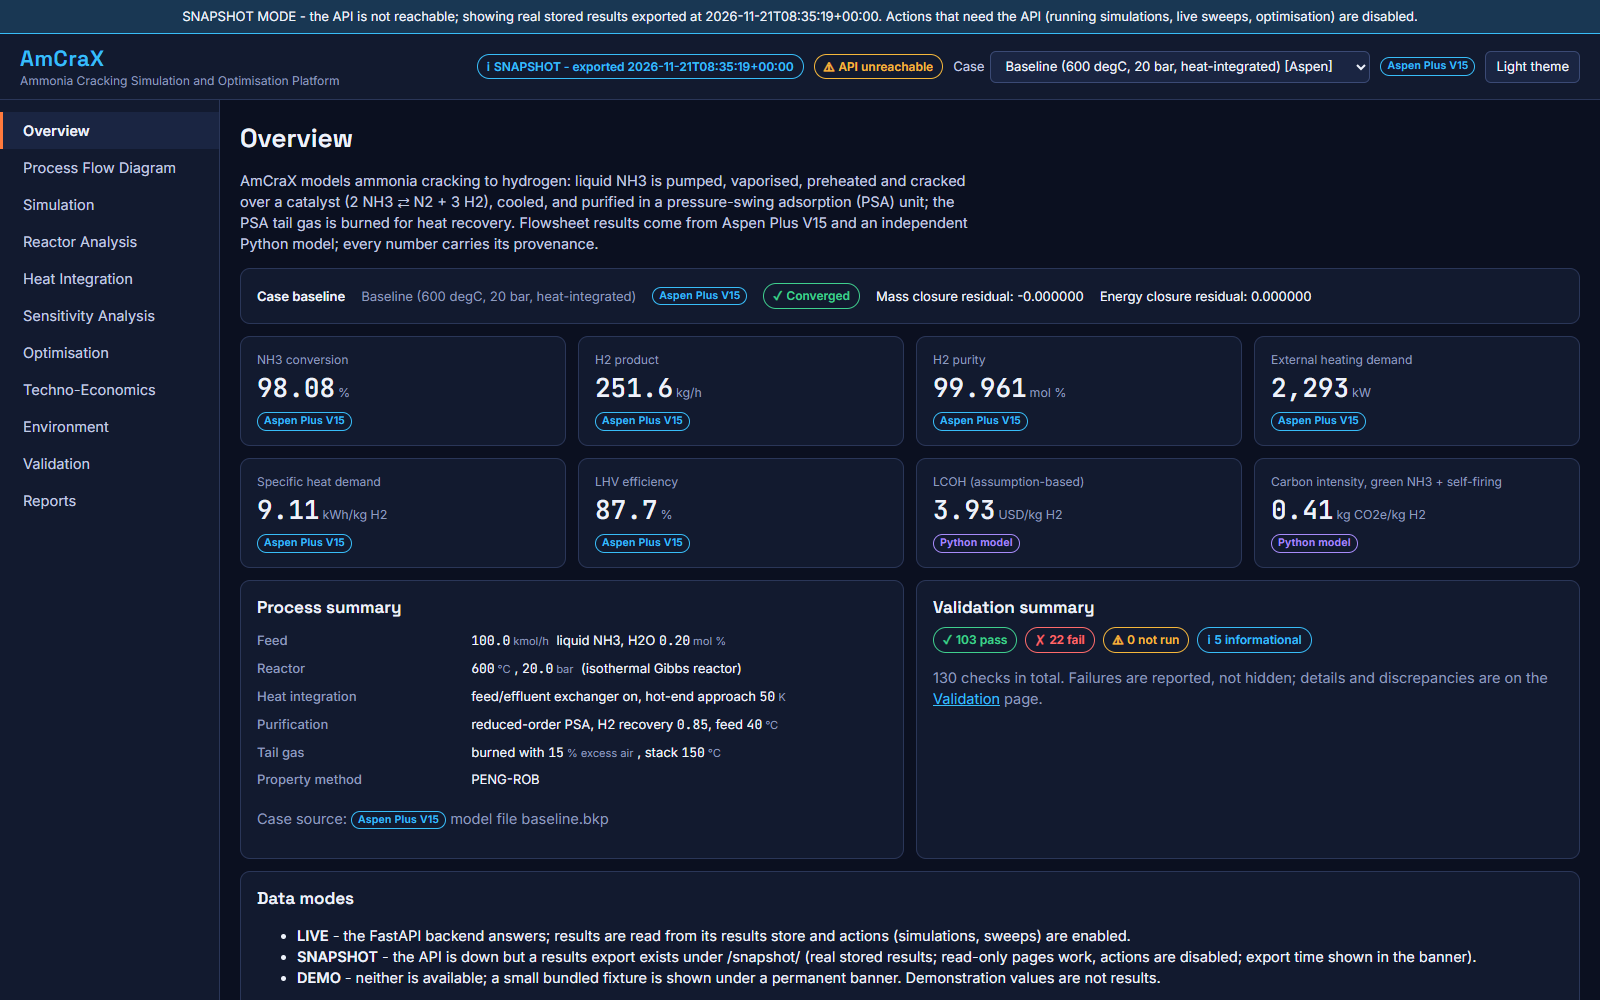 SNAPSHOT MODE - the API is not reachable; showing real stored results exported at 2026-11-21T08:35:19+00:00. Actions that need the API (running simulations, live sweeps, optimisation) are disabled.
AmCraX
Ammonia Cracking Simulation and Optimisation Platform
i SNAPSHOT - exported 2026-11-21T08:35:19+00:00
⚠ API unreachable
Case
Baseline (600 degC, 20 bar, heat-integrated) [Aspen]
Aspen Plus V15
Light theme
Overview
Process Flow Diagram
Simulation
Reactor Analysis
Heat Integration
Sensitivity Analysis
Optimisation
Techno-Economics
Environment
Validation
Reports
Overview
AmCraX models ammonia cracking to hydrogen: liquid NH3 is pumped, vaporised, preheated and cracked
over a catalyst (2 NH3 ⇄ N2 + 3 H2), cooled, and purified in a pressure-swing adsorption (PSA) unit; the
PSA tail gas is burned for heat recovery. Flowsheet results come from Aspen Plus V15 and an independent
Python model; every number carries its provenance.
Case baseline Baseline (600 degC, 20 bar, heat-integrated) Aspen Plus V15 ✓ Converged Mass closure residual: -0.000000 Energy closure residual: 0.000000
NH3 conversion
98.08 %
Aspen Plus V15
H2 product
251.6 kg/h
Aspen Plus V15
H2 purity
99.961 mol %
Aspen Plus V15
External heating demand
2,293 kW
Aspen Plus V15
Specific heat demand
9.11 kWh/kg H2
Aspen Plus V15
LHV efficiency
87.7 %
Aspen Plus V15
LCOH (assumption-based)
3.93 USD/kg H2
Python model
Carbon intensity, green NH3 + self-firing
0.41 kg CO2e/kg H2
Python model
Process summary
Feed 100.0 kmol/h liquid NH3, H2O 0.20 mol %
Reactor 600 °C , 20.0 bar (isothermal Gibbs reactor)
Heat integration feed/effluent exchanger on, hot-end approach 50 K
Purification reduced-order PSA, H2 recovery 0.85, feed 40 °C
Tail gas burned with 15 % excess air , stack 150 °C
Property method PENG-ROB
Case source: Aspen Plus V15 model file baseline.bkp
Validation summary
✓ 103 pass ✗ 22 fail ⚠ 0 not run i 5 informational
130 checks in total. Failures are reported, not hidden; details and discrepancies are on the
Validation page.
Data modes
• LIVE - the FastAPI backend answers; results are read from its results store and actions (simulations, sweeps) are enabled.
• SNAPSHOT - the API is down but a results export exists under /snapshot/ (real stored results; read-only pages work, actions are disabled; export time shown in the banner).
• DEMO - neither is available; a small bundled fixture is shown under a permanent banner. Demonstration values are not results.